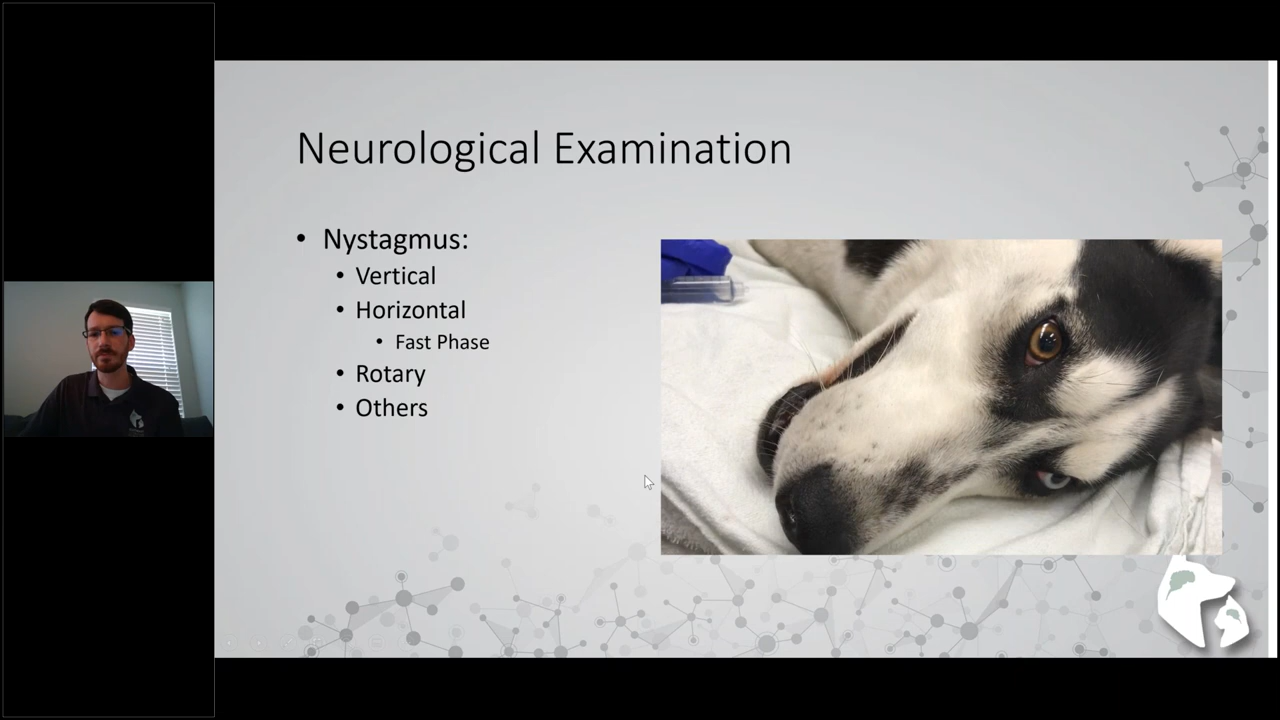 Neurological Examination
• Nystagmus:
• Vertical
• Horizontal
• Fast Phase
• Rotary
• Others